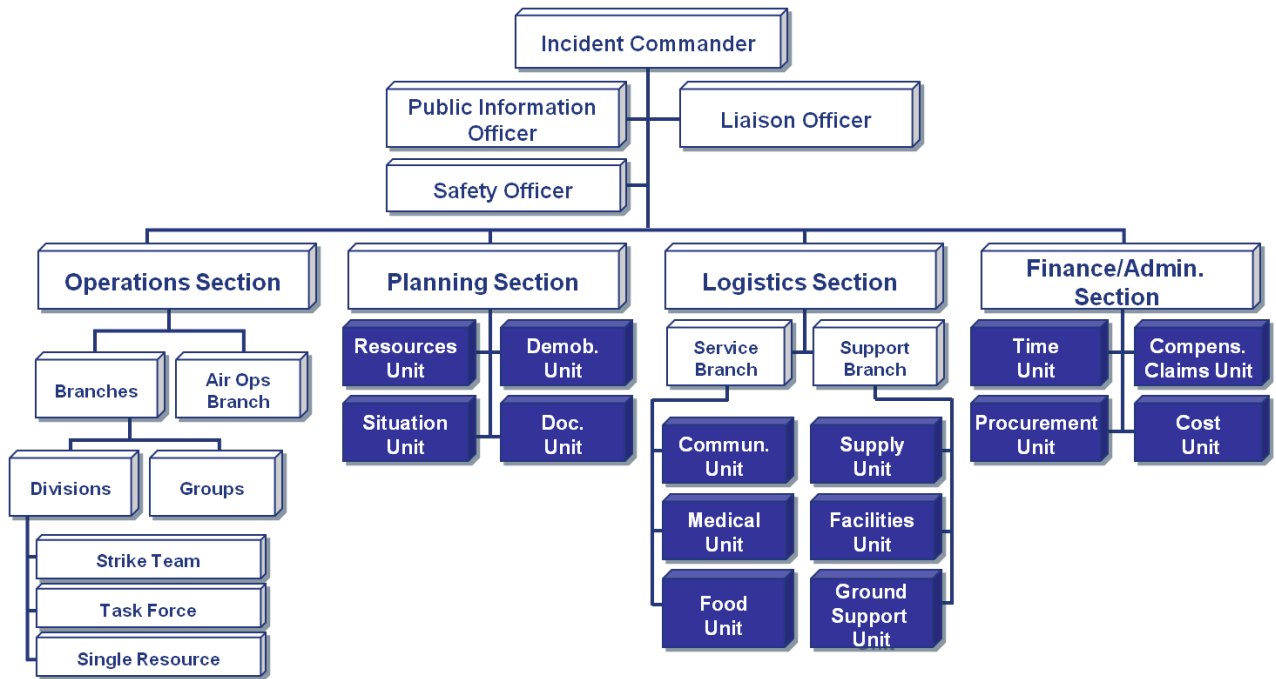 Incident Commander
Public Information
Officer
Liaison Officer
Safety Officer
Operations Section
Planning Section
Logistics Section
Finance/Admin.
Section
Branches
Air Ops
Branch
Divisions
Groups
Strike Team
Task Force
Single Resource
Resources
Unit
Demob.
Unit
Situation
Unit
Doc.
Unit
Service
Branch
Support
Branch
Commun.
Unit
Supply
Unit
Medical
Unit
Facilities
Unit
Food
Unit
Ground
Support
Unit
Time
Unit
Compens.
Claims Unit
Procurement
Unit
Cost
Unit